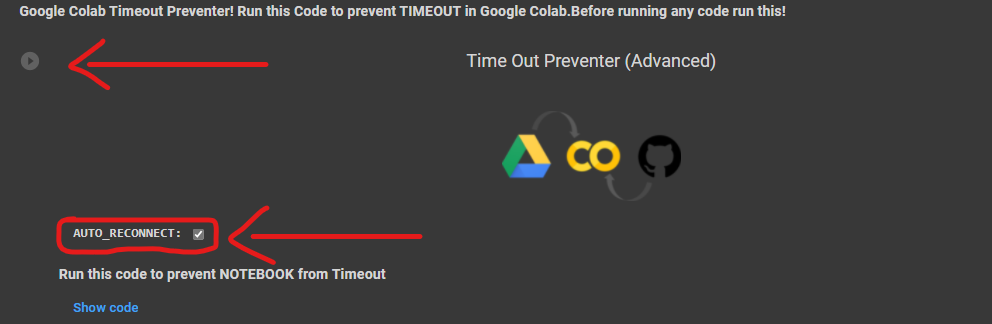 Google Colab Timeout Preventer! Run this Code to prevent TIMEOUT in Google Colab.Before running any code run this!
Time Out Preventer (Advanced)
AUTO_RECONNECT:
Run this code to prevent NOTEBOOK from Timeout
Show code